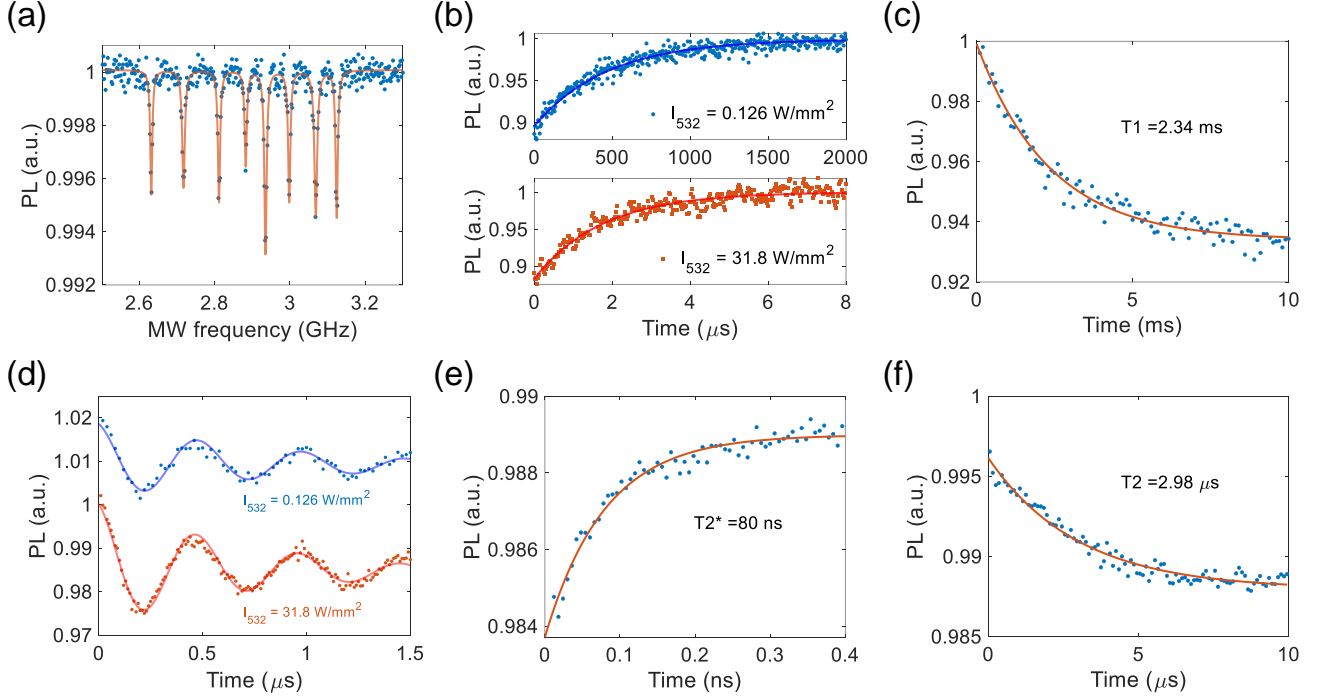 (a)
1
0.998
0.996
0.994
0.992
PL (a.u.)
2.6
2.8
3
3.2
MW frequency (GHz)
(b)
1
0.95
0.9
PL (a.u.)
I532 = 0.126 W/mm2
0
500
1000
1500
2000
1
0.95
0.9
PL (a.u.)
I532 = 31.8 W/mm2
0
2
4
6
8
Time (μs)
(c)
1
0.98
0.96
0.94
0.92
PL (a.u.)
T1 =2.34 ms
0
5
10
Time (ms)
(d)
1.02
1.01
1
0.99
0.98
0.97
PL (a.u.)
I532 = 0.126 W/mm2
I532 = 31.8 W/mm2
0
0.5
1
1.5
Time (μs)
(e)
0.99
0.988
0.986
0.984
PL (a.u.)
T2* =80 ns
0
0.1
0.2
0.3
0.4
Time (ns)
(f)
1
0.995
0.99
0.985
PL (a.u.)
T2 =2.98 μs
0
5
10
Time (μs)